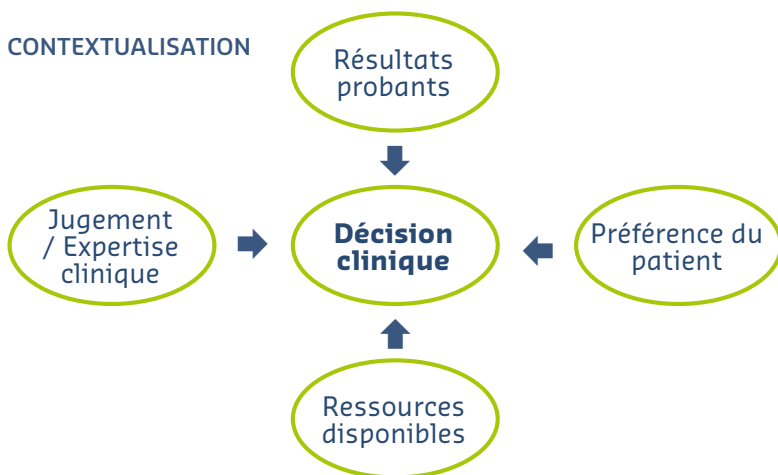 CONTEXTUALISATION
Résultats
probants
Jugement
/ Expertise
clinique
Décision
clinique
Préférence du
patient
Ressources
disponibles